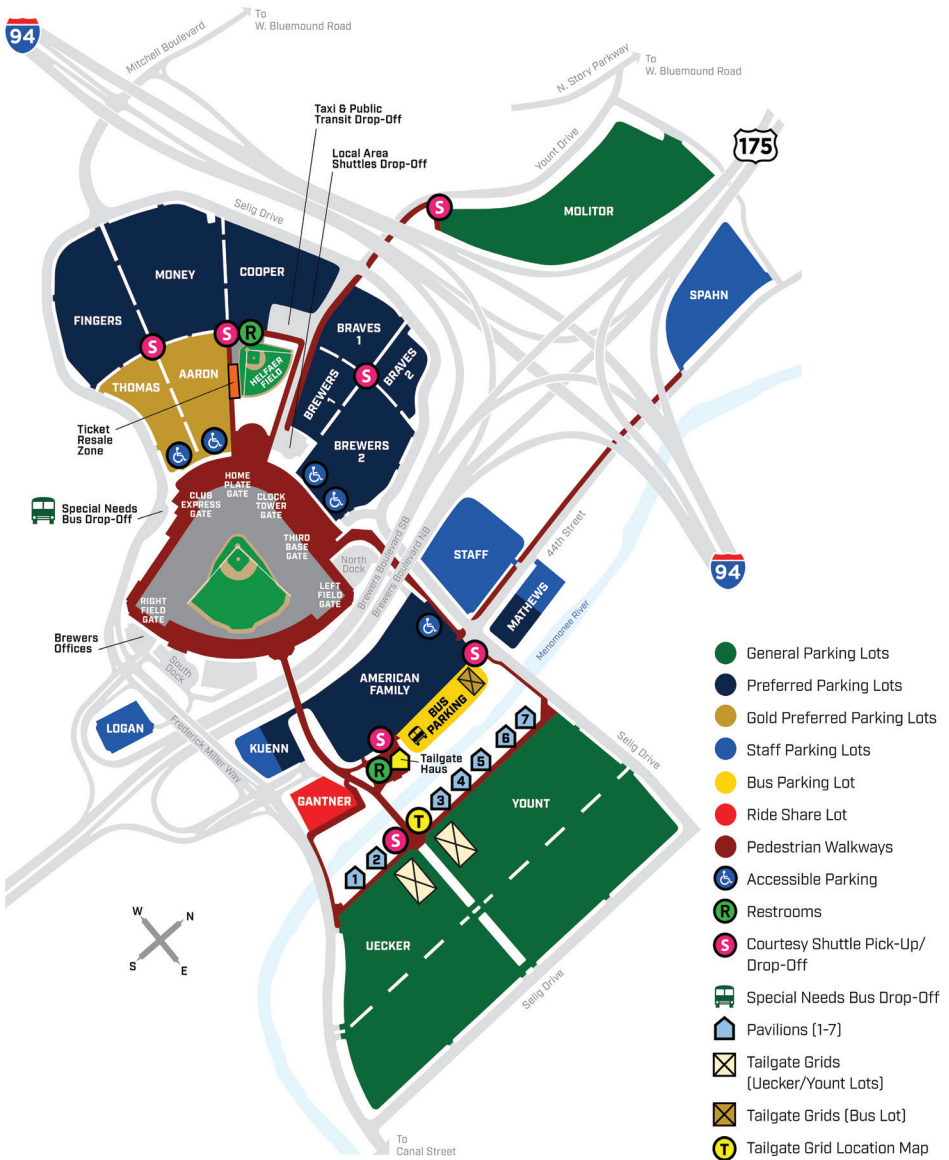 94
To
W. Bluemound Road
Mitchell Boulevard
N. Story Parkway
To
W. Bluemound Road
Taxi & Public
Transit Drop-Off
Local Area
Shuttles Drop-Off
Yount Drive
175
Selig Drive
S
MOLITOR
SPAHN
FINGERS
MONEY
COOPER
S
S
R
BRAVES
1
BRAVES
2
BREWERS
1
S
BREWERS
2
THOMAS
AARON
HELFAER
FIELD
Ticket
Resale
Zone
HOME
PLATE
GATE
CLUB
EXPRESS
GATE
CLOCK
TOWER
GATE
Special Needs
Bus Drop-Off
THIRD
BASE
GATE
North
Dock
Brewers Boulevard SB
Brewers Boulevard NB
STAFF
44th Street
94
LEFT
FIELD
GATE
RIGHT
FIELD
GATE
MATHEWS
Menomonee River
Brewers
Offices
South
Dock
S
AMERICAN
FAMILY
BUS
PARKING
LOGAN
Frederick Miller Way
KUENN
S
R
Tailgate
Haus
7
6
5
4
3
Selig Drive
GANTNER
T
S
2
1
YOUNT
UECKER
Selig Drive
W
N
S
E
To
Canal Street
General Parking Lots
Preferred Parking Lots
Gold Preferred Parking Lots
Staff Parking Lots
Bus Parking Lot
Ride Share Lot
Pedestrian Walkways
Accessible Parking
R
Restrooms
S
Courtesy Shuttle Pick-Up/
Drop-Off
Special Needs Bus Drop-Off
Pavilions (1-7)
Tailgate Grids
(Uecker/Yount Lots)
Tailgate Grids (Bus Lot)
T
Tailgate Grid Location Map